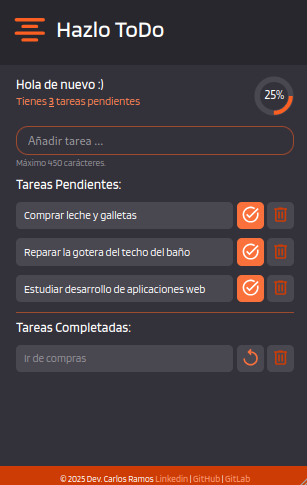 Hazlo ToDo
Hola de nuevo :)
Tienes 3 tareas pendientes
25%
Añadir tarea ...
Máximo 450 carácteres.
Tareas Pendientes:
Comprar leche y galletas
Reparar la gotera del techo del baño
Estudiar desarrollo de aplicaciones web
Tareas Completadas:
Ir de compras
© 2025 Dev. Carlos Ramos Linkedin | GitHub | GitLab